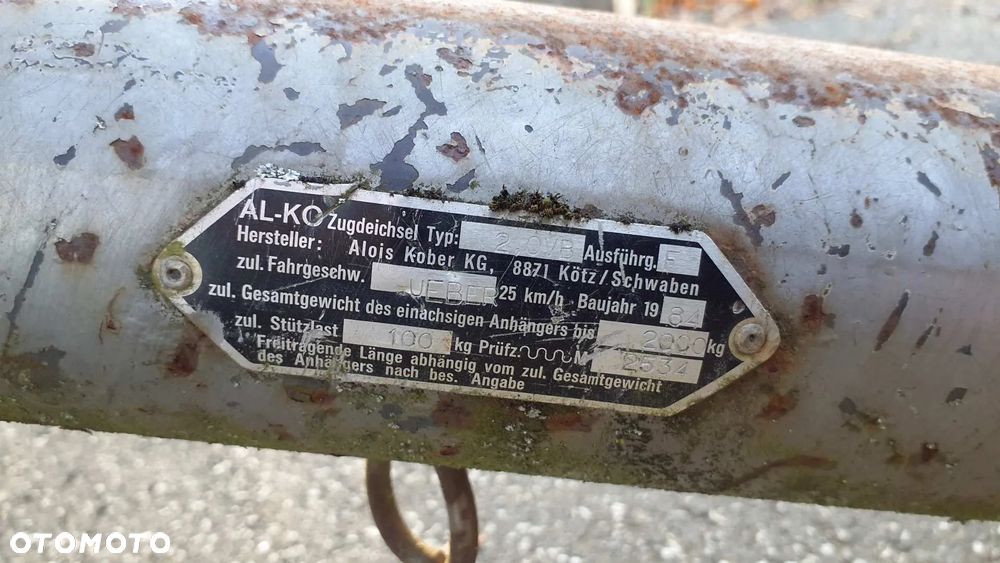 AL-KO Zugdeichsel Typ: 2 OVB Ausführg. E
Hersteller: Alois Kober KG, 8871 Kötz/Schwaben
zul. Fahrgeschw. UEBER 25 km/h Baujahr 1984
zul. Gesamtgewicht des einachsigen Anhängers bis 2000 kg
zul. Stützlast 100 kg Prüfz. M 2534
Freitragende Länge abhängig vom zul. Gesamtgewicht
des Anhängers nach bes. Angabe
OTOMOTO